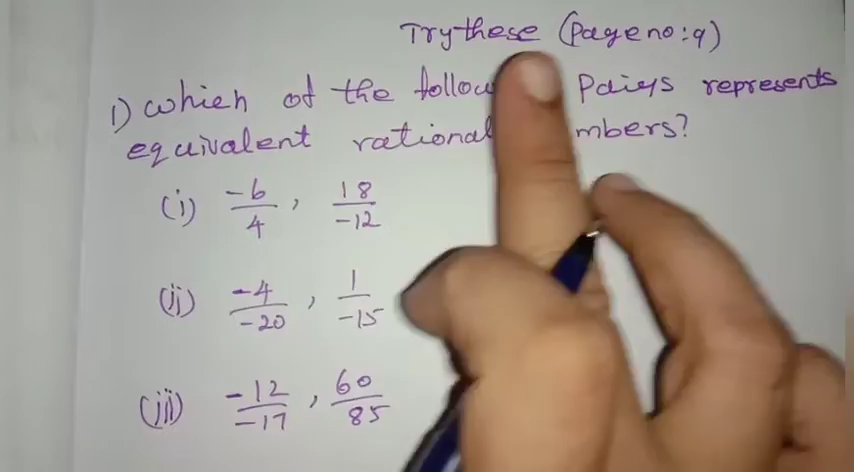 Try these (Page no: 9)
1) which of the follow Pairs represents
equivalent rational mbers?
(i) -6/4, 18/-12
(ii) -4/-20, 1/-15
(iii) -12/-17, 60/85